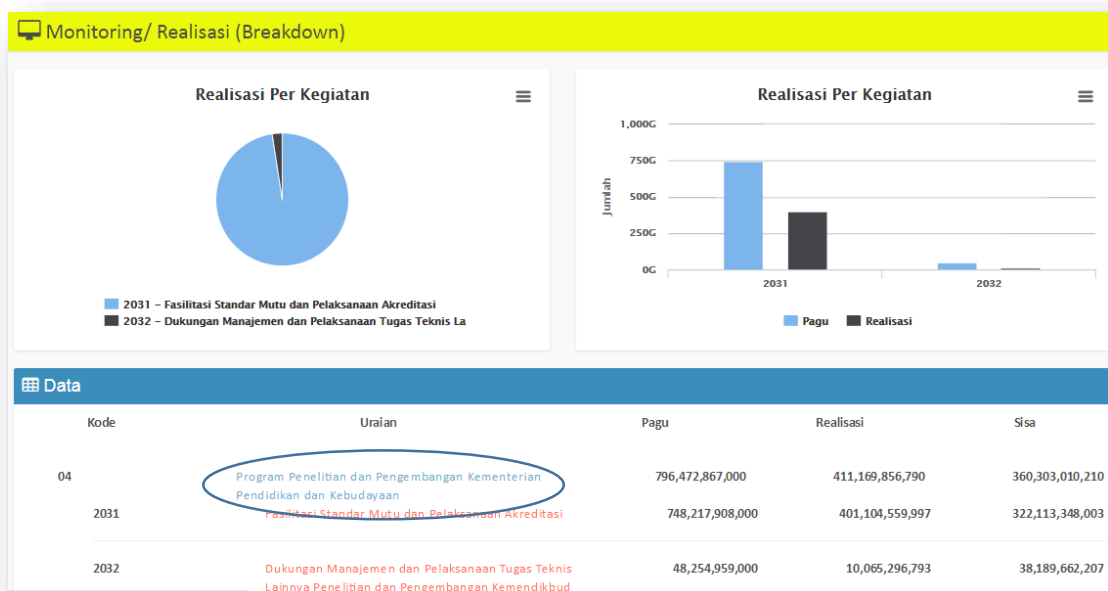 Monitoring/ Realisasi (Breakdown)
Realisasi Per Kegiatan
2031 – Fasilitasi Standar Mutu dan Pelaksanaan Akreditasi
2032 – Dukungan Manajemen dan Pelaksanaan Tugas Teknis La
Realisasi Per Kegiatan
Jumlah
1,000G
750G
500G
250G
0G
2031 2032
Pagu Realisasi
Data
Kode Uraian Pagu Realisasi Sisa
04 Program Penelitian dan Pengembangan Kementerian 796,472,867,000 411,169,856,790 360,303,010,210
Pendidikan dan Kebudayaan
2031 Fasilitasi Standar Mutu dan Pelaksanaan Akreditasi 748,217,908,000 401,104,559,997 322,113,348,003
2032 Dukungan Manajemen dan Pelaksanaan Tugas Teknis 48,254,959,000 10,065,296,793 38,189,662,207
Lainnya Penelitian dan Pengembangan Kemendikbud